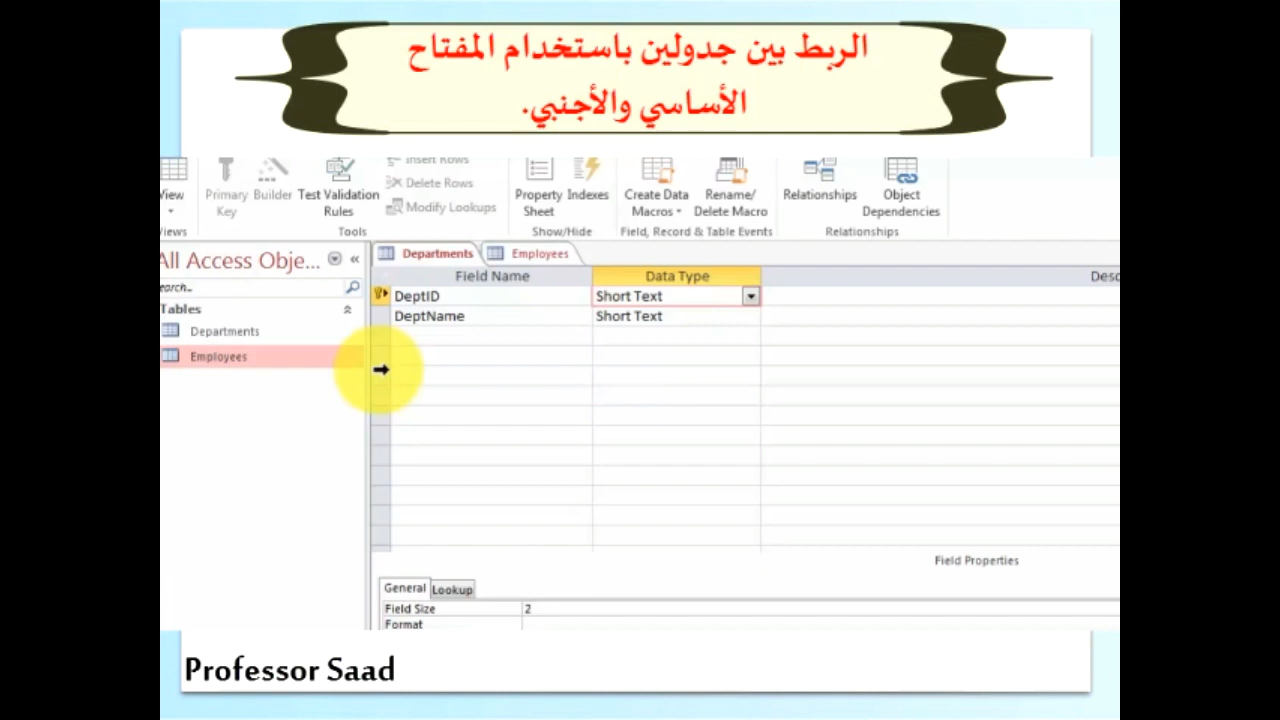 الربط بين جدولين باستخدام المفتاح
الأساسي والأجنبي.
Insert Rows
View
Primary Key
Builder
Test Validation Rules
Delete Rows
Modify Lookups
Property Sheet
Indexes
Create Data Macros
Rename/ Delete Macro
Relationships
Object Dependencies
Views
Tools
Show/Hide
Field, Record & Table Events
Relationships
All Access Obje...
Departments
Employees
earch..
Field Name
Data Type
Desc
Tables
DeptID
Short Text
DeptName
Short Text
Departments
Employees
Field Properties
General
Lookup
Field Size
2
Format
Professor Saad